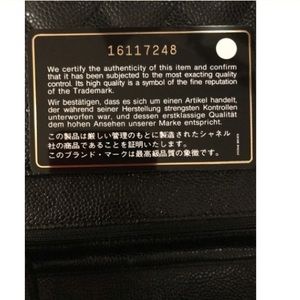 16117248
We certify the authenticity of this item and confirm
that it has been subjected to the most exacting quality
control. Its high quality is a symbol of the fine reputation
of the Trademark.
Wir bestätigen, dass es sich um einen Artikel handelt,
der während seiner Herstellung strengsten Kontrollen
unterworfen war, und dessen erstklassige Qualität
dem hohen Ansehen unserer Marke entspricht.
この製品は厳しい管理のもとに製造されたシャネル
社の商品であることを証明します。
このブランド・マークは最高級品質の象徴です。